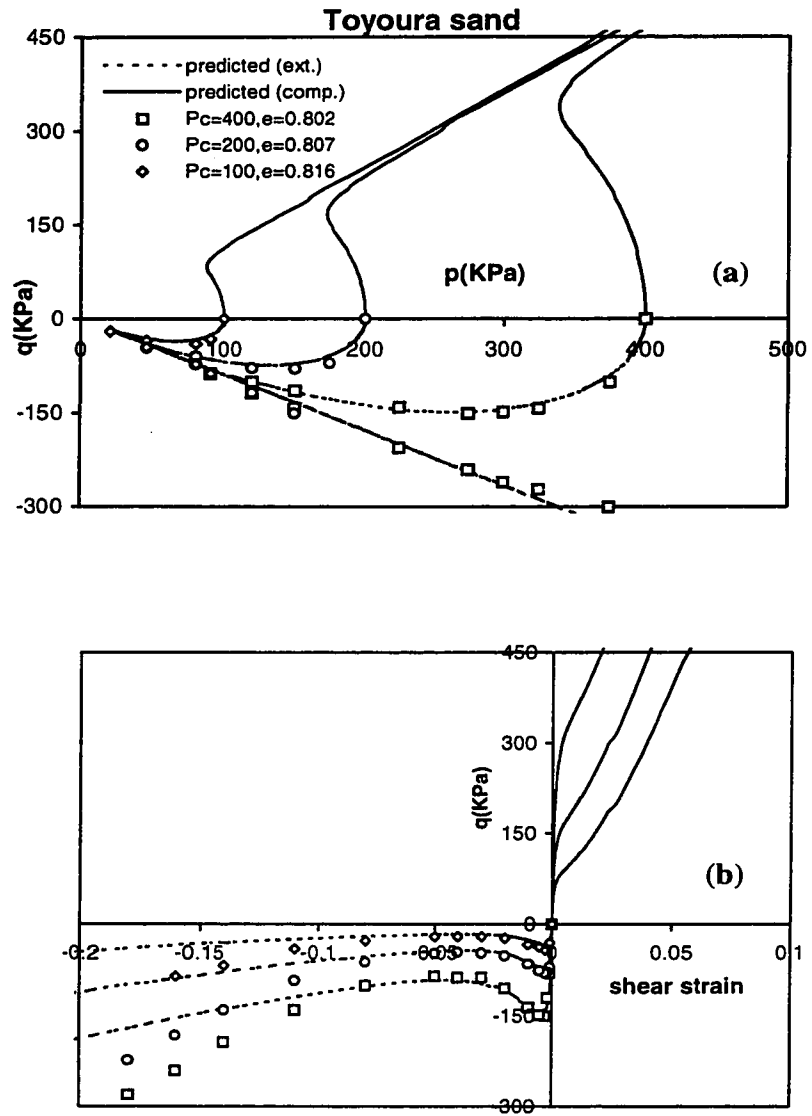 Toyoura sand
450
predicted (ext.)
predicted (comp.)
Pc=400,e=0.802
300
Pc=200,e=0.807
Pc=100,e=0.816
150
p(KPa)
(a)
q(KPa)
0
0 100 200 300 400 500
-150
-300
450
300
q(KPa)
150
(b)
0
-0.2 -0.15 -0.1 -0.05 0 0.05 0.1
shear strain
-150
-300